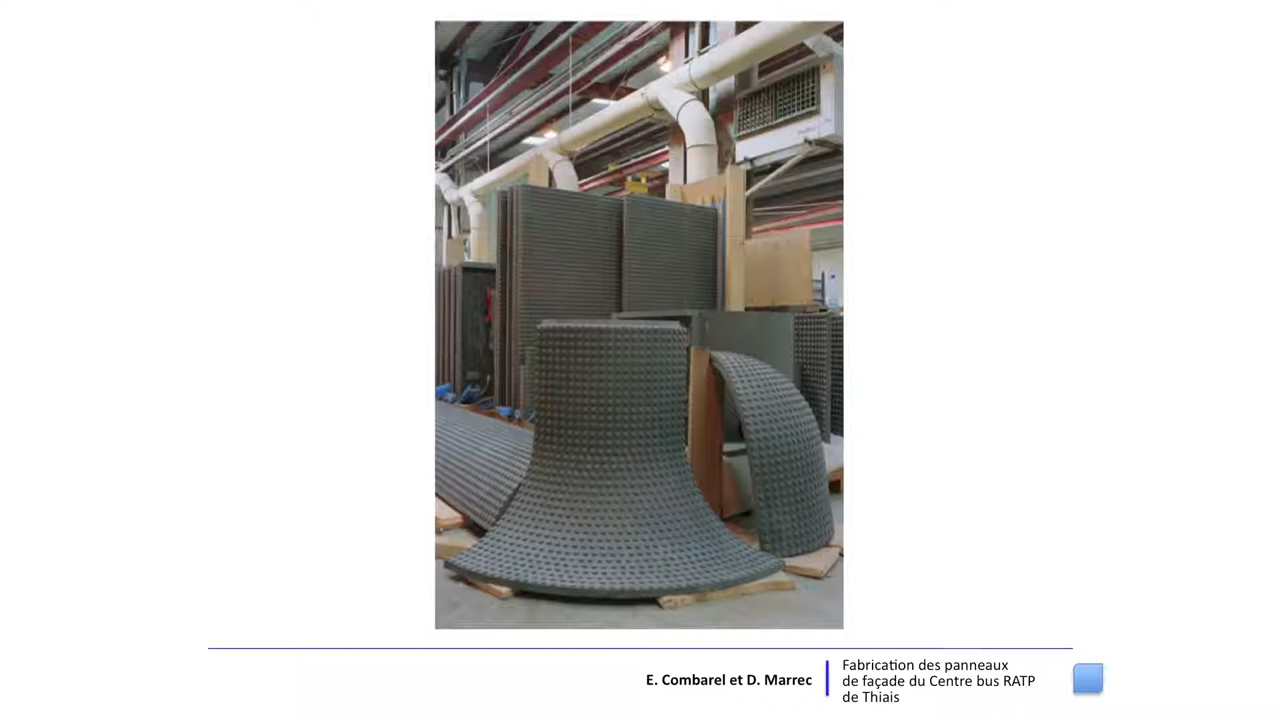 E. Combarel et D. Marrec
Fabrication des panneaux
de façade du Centre bus RATP
de Thiais